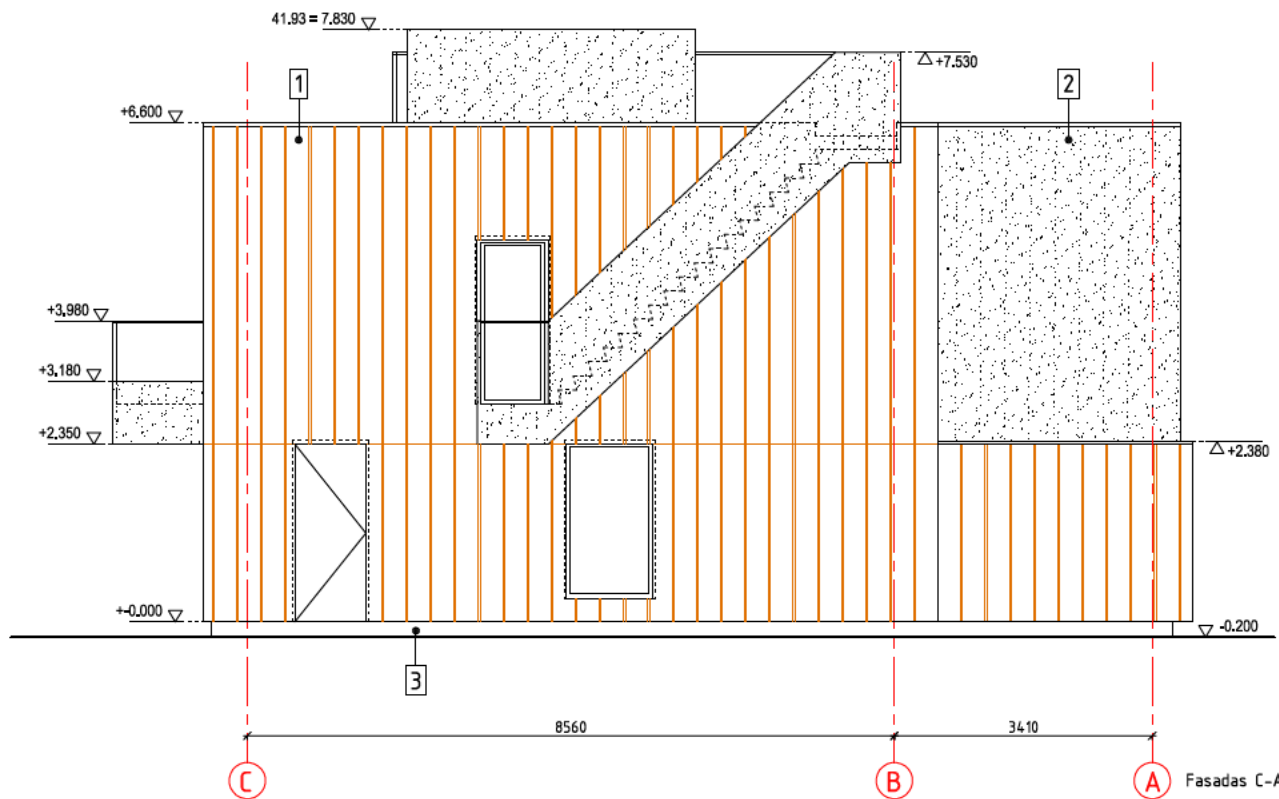 41.93 = 7.830
+7.530
1
2
+6.600
+3.980
+3.180
+2.350
+2.380
+-0.000
-0.200
3
8560
3410
C
B
A
Fasadas C-A